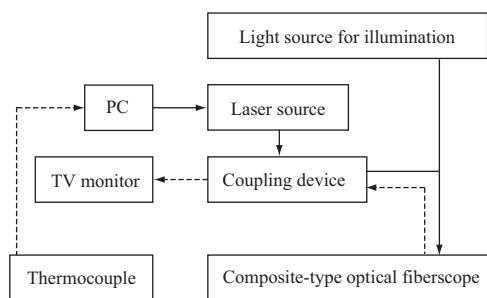 Light source for illumination
PC
Laser source
TV monitor
Coupling device
Thermocouple
Composite-type optical fiberscope